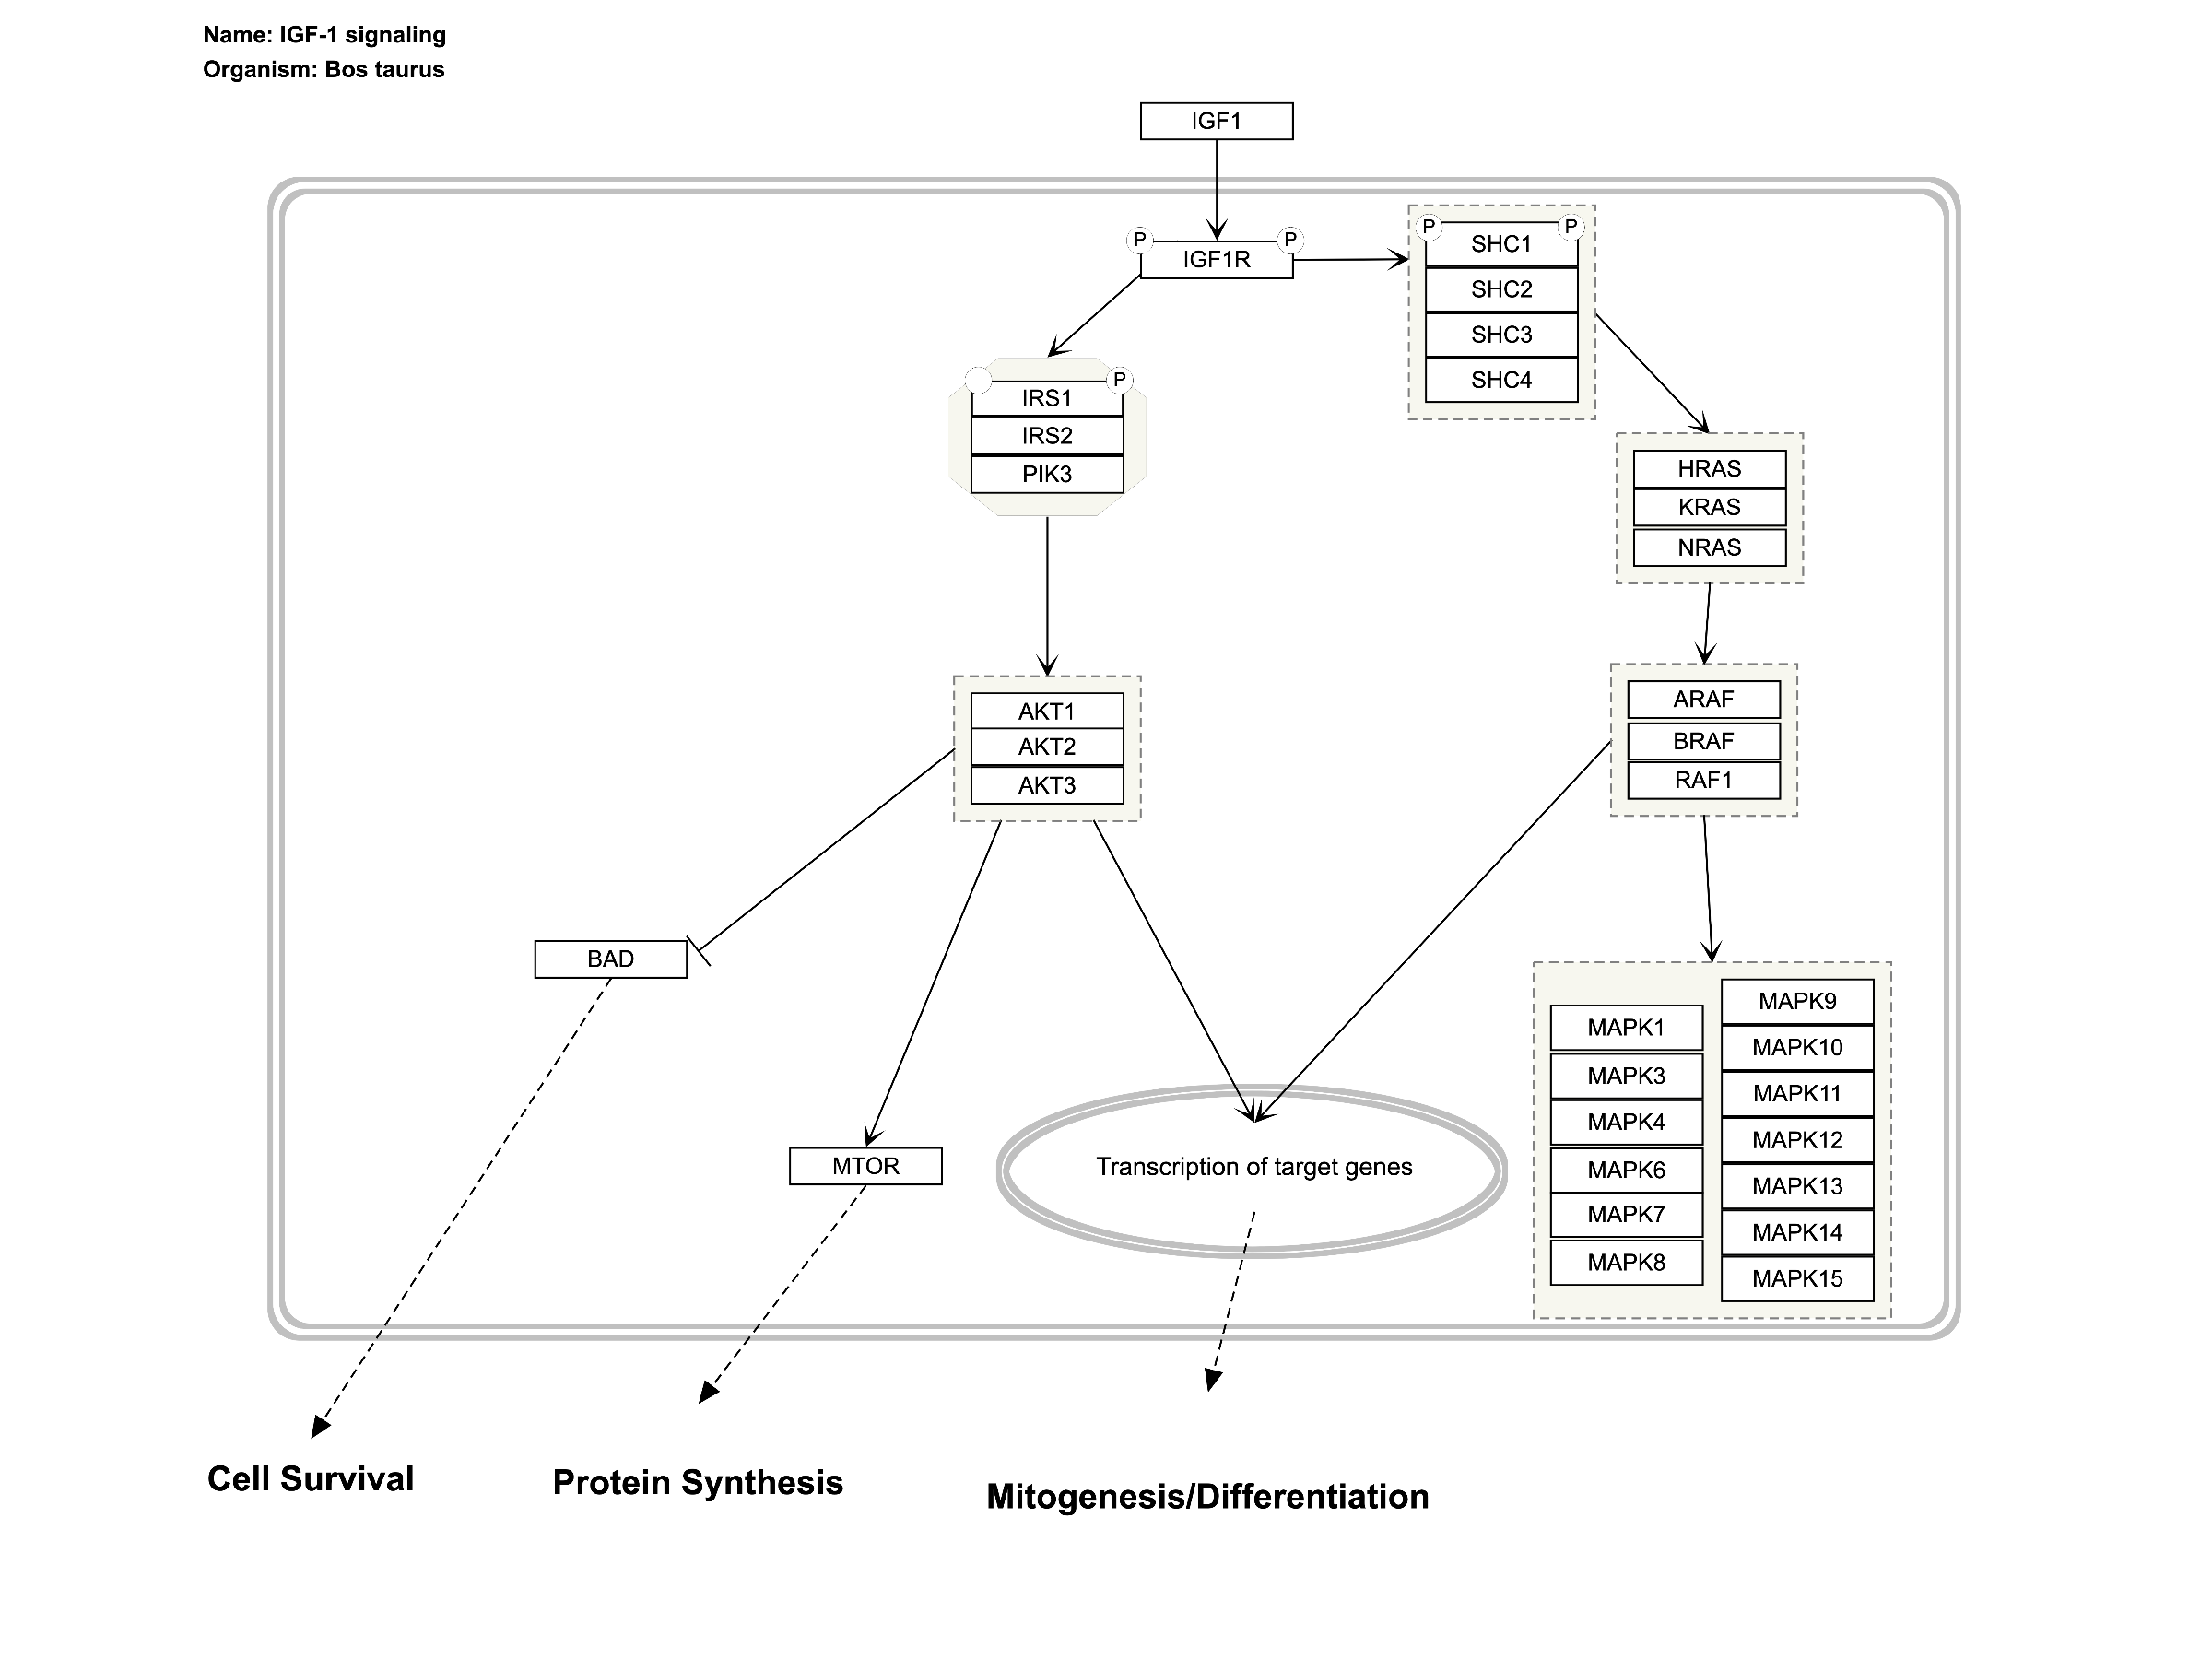 Name: IGF-1 signaling
Organism: Bos taurus
IGF1
P
P
IGF1R
P
P
SHC1
SHC2
SHC3
SHC4
P
IRS1
IRS2
PIK3
HRAS
KRAS
NRAS
AKT1
AKT2
AKT3
ARAF
BRAF
RAF1
BAD
MTOR
Transcription of target genes
MAPK1
MAPK3
MAPK4
MAPK6
MAPK7
MAPK8
MAPK9
MAPK10
MAPK11
MAPK12
MAPK13
MAPK14
MAPK15
Cell Survival
Protein Synthesis
Mitogenesis/Differentiation